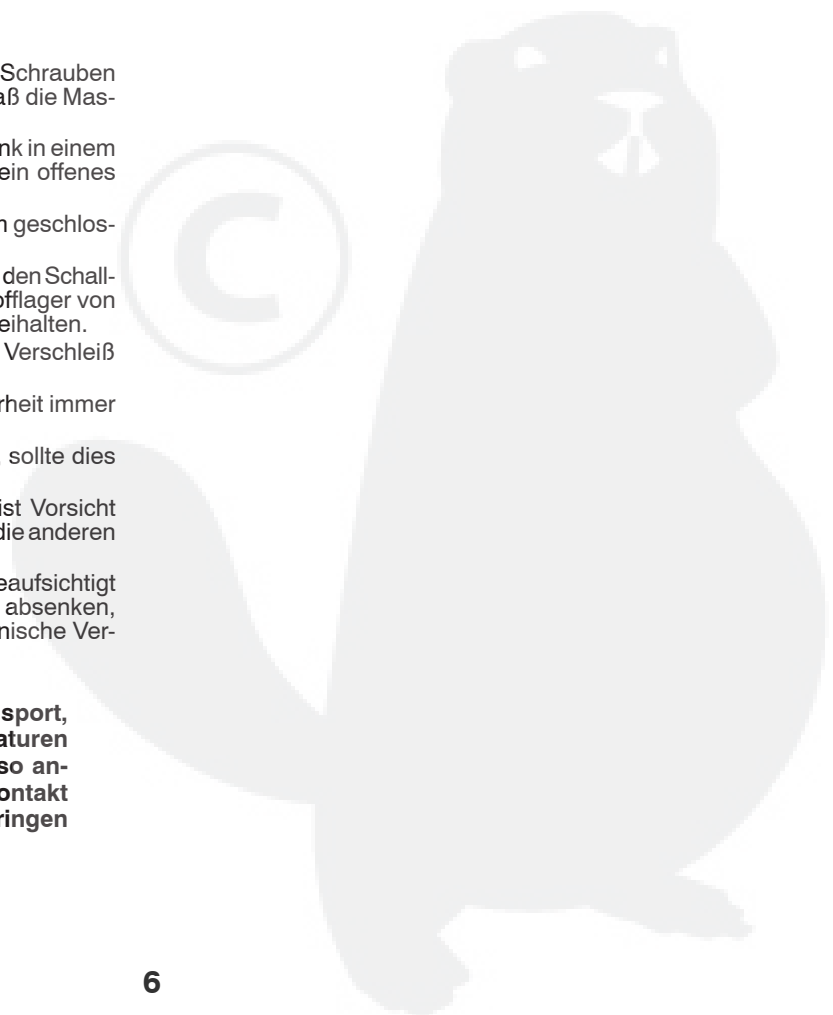 Schrauben
aß die Mas-
nk in einem
ein offenes
n geschlos-
den Schall-
offlager von
eihalten.
Verschleiß
rheit immer
sollte dies
ist Vorsicht
die anderen
eaufsichtigt
absenken,
nische Ver-
sport,
aturen
so an-
ontakt
ringen
©
6